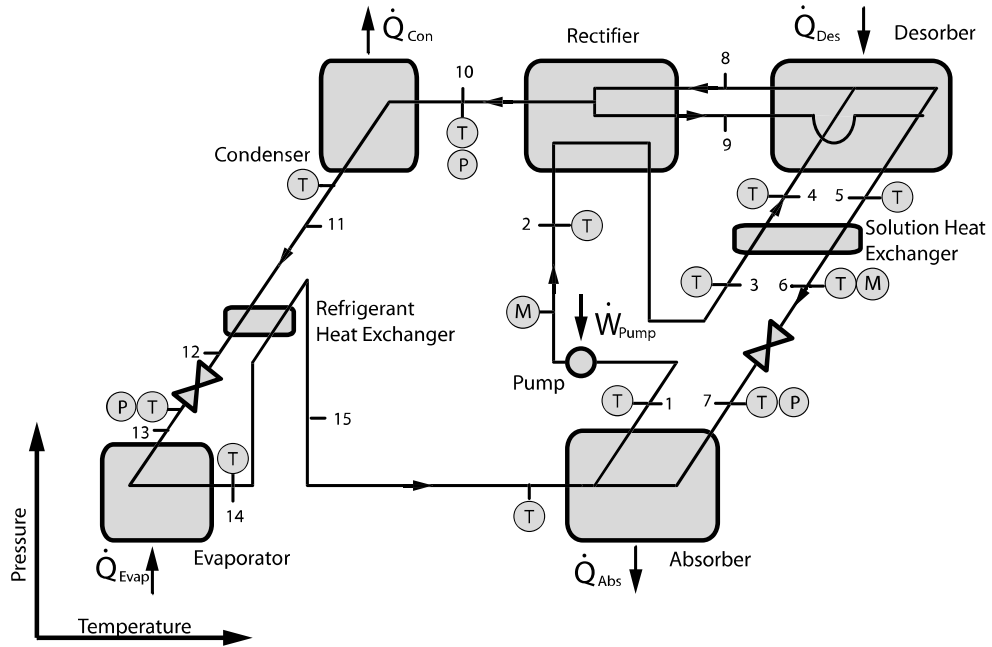 Q̇ Con
Q̇ Des
Rectifier
Desorber
10
8
T
P
9
Condenser
T
11
2
T
T
4
5
T
Solution Heat
Exchanger
T
3
6
T
M
Refrigerant
Heat Exchanger
M
Ẇ Pump
12
Pump
P
T
13
T
1
7
T
P
15
T
14
T
Q̇ Evap
Evaporator
Q̇ Abs
Absorber
Pressure
Temperature